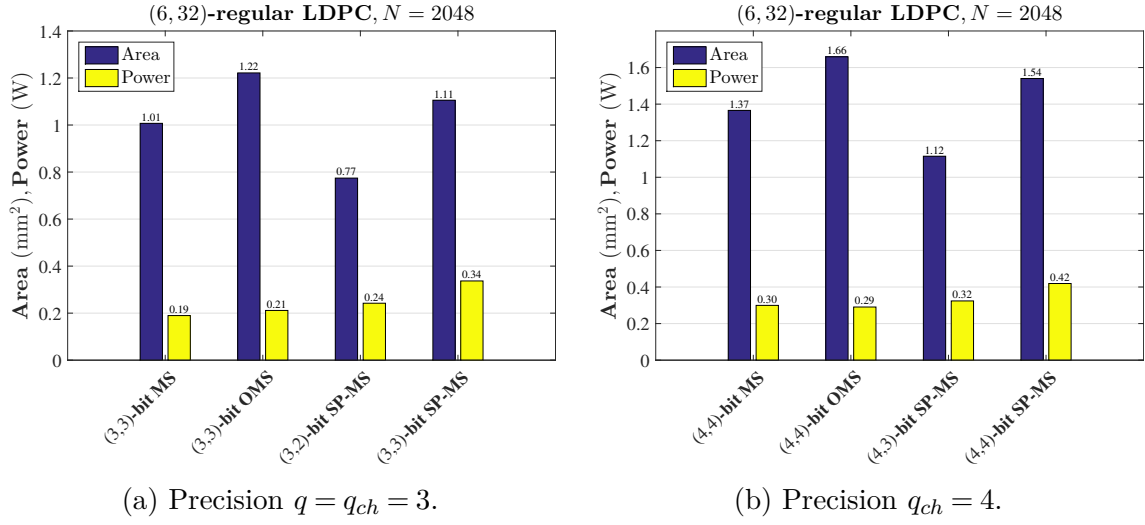 (6, 32)-regular LDPC, N = 2048
1.4
1.2
1
0.8
0.6
0.4
0.2
0
Area (mm²), Power (W)
Area
Power
1.01
0.19
1.22
0.21
0.77
0.24
1.11
0.34
(3,3)-bit MS
(3,3)-bit OMS
(3,2)-bit SP-MS
(3,3)-bit SP-MS
(a) Precision q = q_ch = 3.
(6, 32)-regular LDPC, N = 2048
1.6
1.4
1.2
1
0.8
0.6
0.4
0.2
0
Area (mm²), Power (W)
Area
Power
1.37
0.30
1.66
0.29
1.12
0.32
1.54
0.42
(4,4)-bit MS
(4,4)-bit OMS
(4,3)-bit SP-MS
(4,4)-bit SP-MS
(b) Precision q_ch = 4.